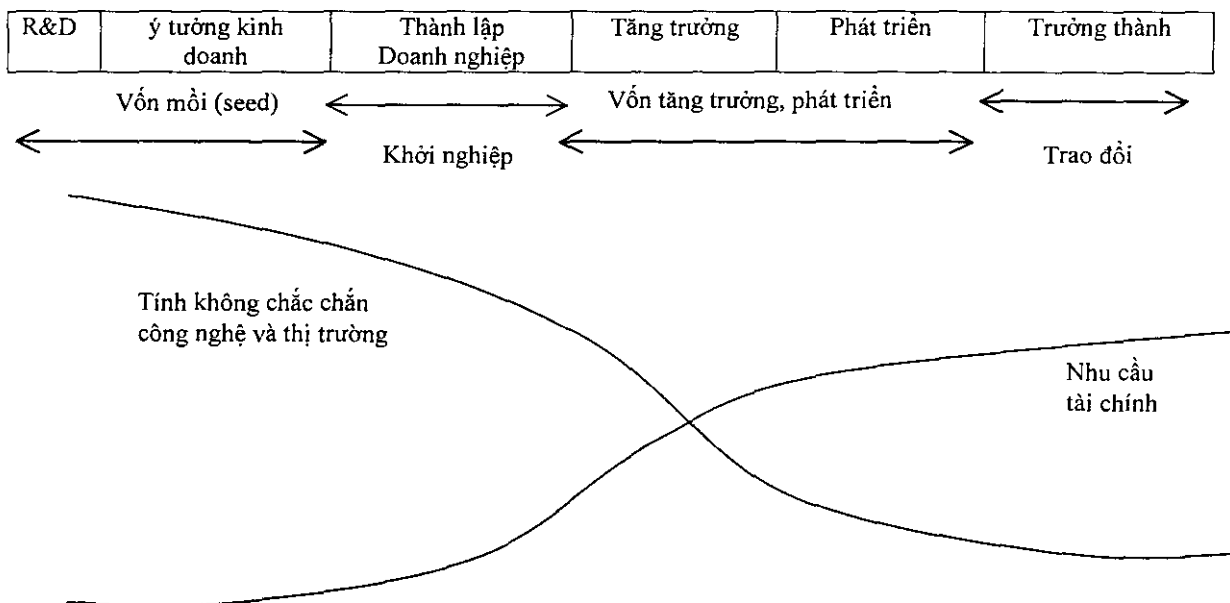 R&D
ý tưởng kinh
doanh
Thành lập
Doanh nghiệp
Tăng trưởng
Phát triển
Trưởng thành
Vốn mồi (seed)
Vốn tăng trưởng, phát triển
Khởi nghiệp
Trao đổi
Tính không chắc chắn
công nghệ và thị trường
Nhu cầu
tài chính